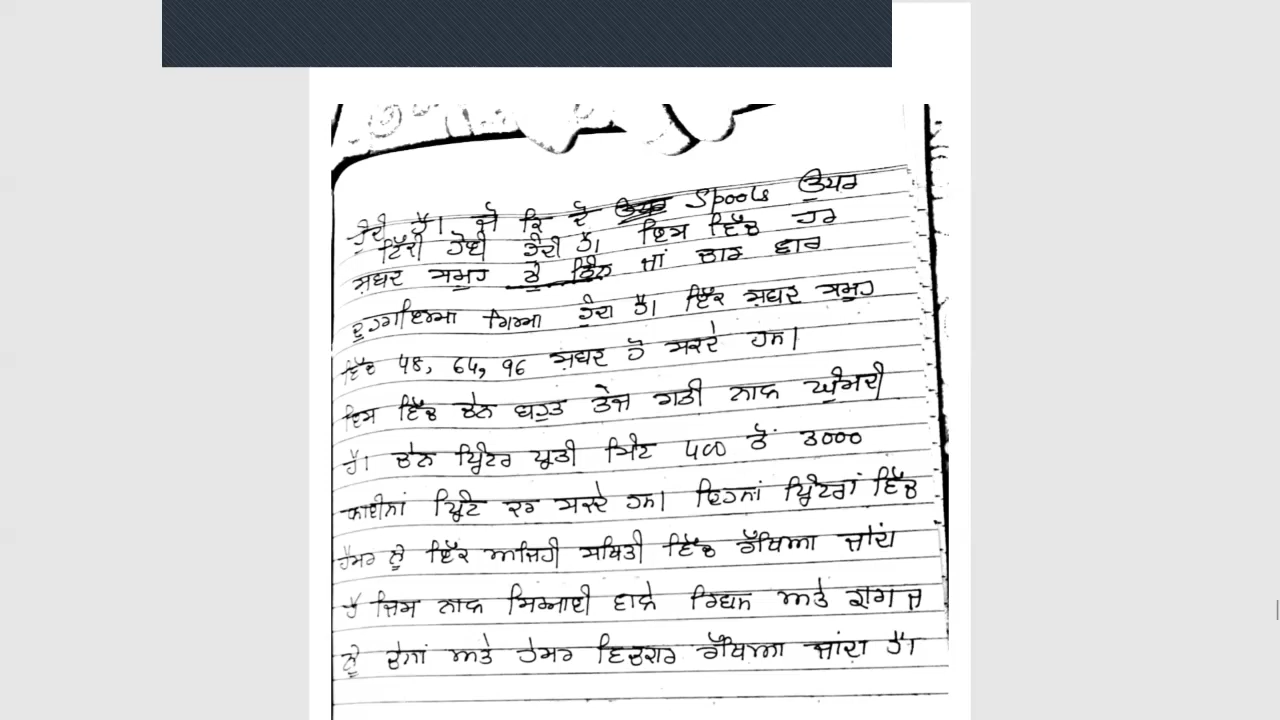 ਹੁੰਦੀ ਹੈ। ਜੋ ਕਿ ਦੋ Spools ਉਪਰ
ਟਿੱਕੀ ਹੋਈ ਹੁੰਦੀ ਹੈ। ਇਸ ਵਿੱਚ ਹਰ
ਸ਼ਬਦ ਸਮੂਹ ਨੂੰ ਤਿੰਨ ਜਾਂ ਚਾਰ ਵਾਰ
ਦੁਹਰਾਇਆ ਗਿਆ ਹੁੰਦਾ ਹੈ। ਇੱਕ ਸ਼ਬਦ ਸਮੂਹ
ਵਿੱਚ 48, 64, 96 ਸ਼ਬਦ ਹੋ ਸਕਦੇ ਹਨ।
ਇਸ ਵਿੱਚ ਚੇਨ ਬਹੁਤ ਤੇਜ ਗਤੀ ਨਾਲ ਘੁੰਮਦੀ
ਹੈ। ਚੇਨ ਪ੍ਰਿੰਟਰ ਪ੍ਰਤੀ ਮਿੰਟ 400 ਤੋਂ 3000
ਲਾਈਨਾਂ ਪ੍ਰਿੰਟ ਕਰ ਸਕਦੇ ਹਨ। ਇਹਨਾਂ ਪ੍ਰਿੰਟਰਾਂ ਵਿੱਚ
ਹੈਮਰ ਨੂੰ ਇੱਕ ਅਜਿਹੀ ਸਥਿਤੀ ਵਿੱਚ ਰੱਖਿਆ ਜਾਂਦਾ
ਹੈ ਜਿਸ ਨਾਲ ਸਿਆਈ ਵਾਲੇ ਰਿਬਨ ਅਤੇ ਕਾਗਜ
ਨੂੰ ਚੇਨਾਂ ਅਤੇ ਹੈਮਰ ਵਿਚਕਾਰ ਰੱਖਿਆ ਜਾਂਦਾ ਹੈ।